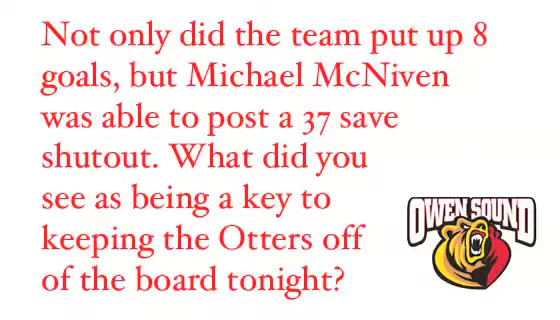 Not only did the team put up 8
goals, but Michael McNiven
was able to post a 37 save
shutout. What did you
see as being a key to
keeping the Otters off
of the board tonight?
OWEN SOUND